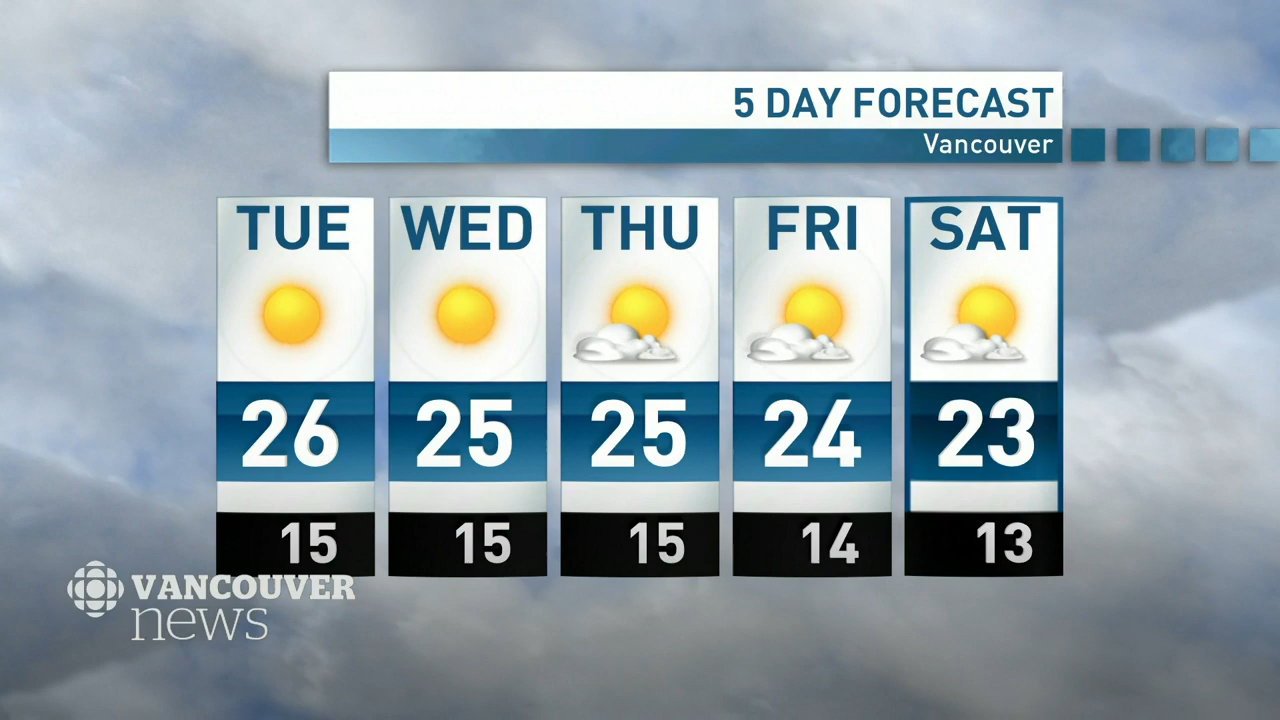 5 DAY FORECAST
Vancouver
TUE WED THU FRI SAT
26 25 25 24 23
15 15 15 14 13
VANCOUVER
news